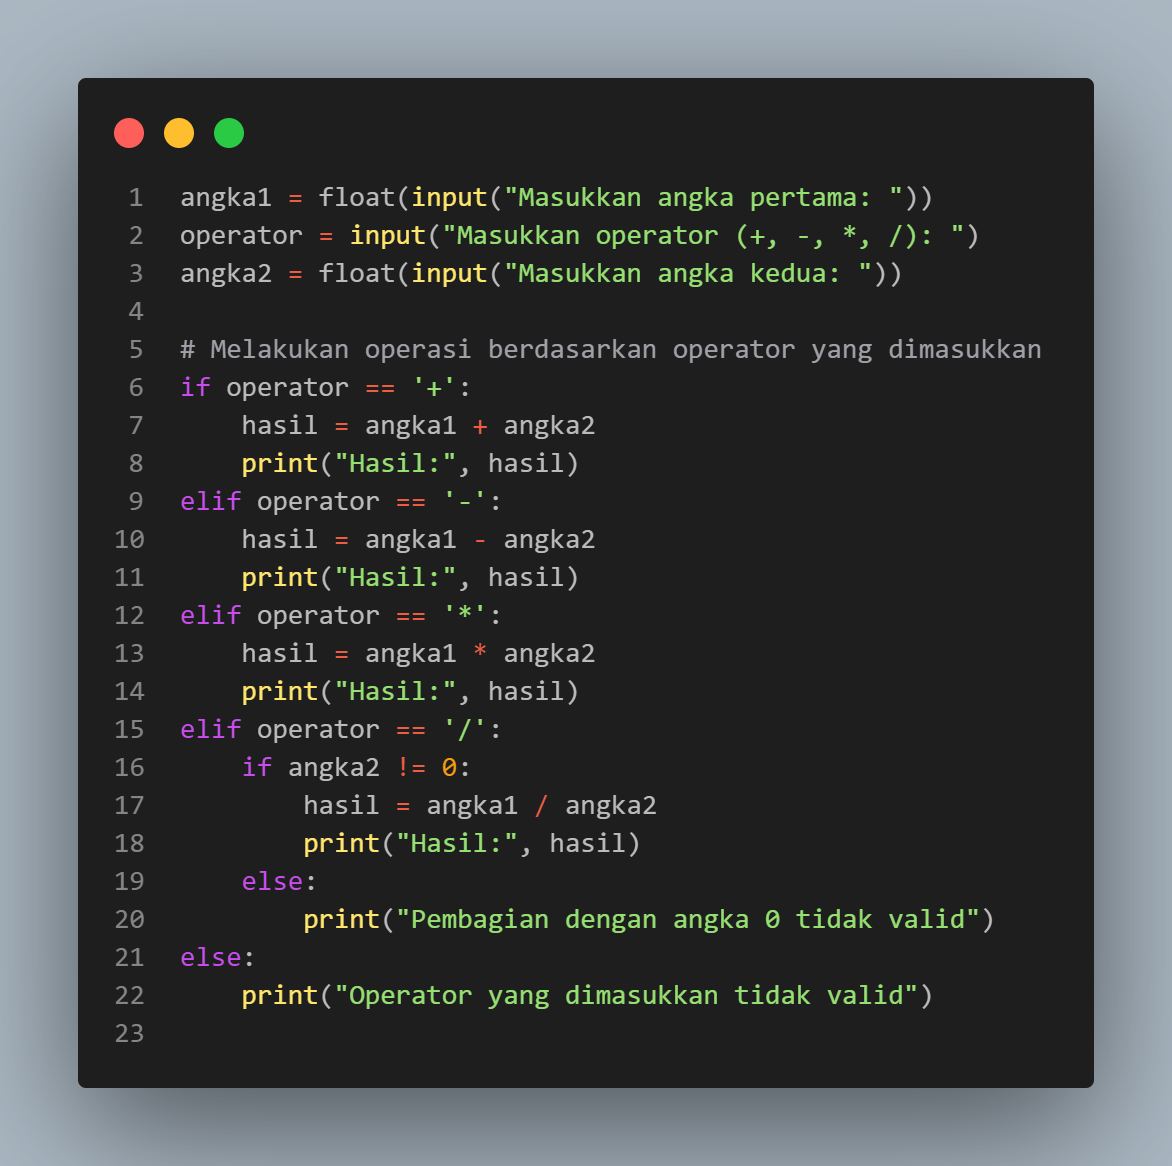 1 angka1 = float(input("Masukkan angka pertama: "))
2 operator = input("Masukkan operator (+, -, *, /): ")
3 angka2 = float(input("Masukkan angka kedua: "))
4
5 # Melakukan operasi berdasarkan operator yang dimasukkan
6 if operator == '+':
7     hasil = angka1 + angka2
8     print("Hasil:", hasil)
9 elif operator == '-':
10     hasil = angka1 - angka2
11     print("Hasil:", hasil)
12 elif operator == '*':
13     hasil = angka1 * angka2
14     print("Hasil:", hasil)
15 elif operator == '/':
16     if angka2 != 0:
17         hasil = angka1 / angka2
18         print("Hasil:", hasil)
19     else:
20         print("Pembagian dengan angka 0 tidak valid")
21 else:
22     print("Operator yang dimasukkan tidak valid")
23